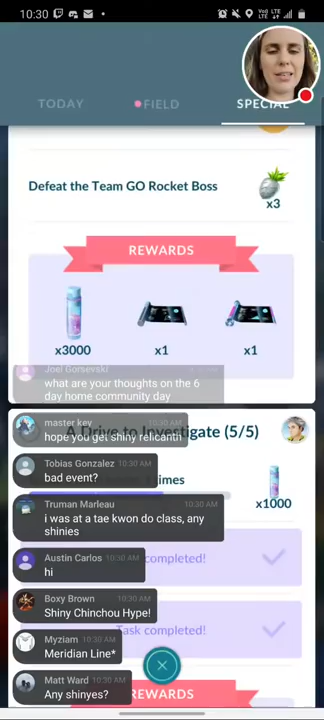 10:30
TODAY
FIELD
SPECIAL
Defeat the Team GO Rocket Boss
x3
REWARDS
x3000
x1
x1
Joel Gorsevski
what are your thoughts on the 6
day home community day
A Drive to Investigate (5/5)
master key 10:30 AM
hope you get shiny relicanth
Tobias Gonzalez 10:30 AM
bad event?
x1000
Truman Marleau 10:30 AM
i was at a tae kwon do class, any
shinies
completed!
Austin Carlos 10:30 AM
hi
Boxy Brown 10:30 AM
Shiny Chinchou Hype!
Task completed!
Myziam 10:30 AM
Meridian Line*
Matt Ward 10:30 AM
Any shinyes?
REWARDS